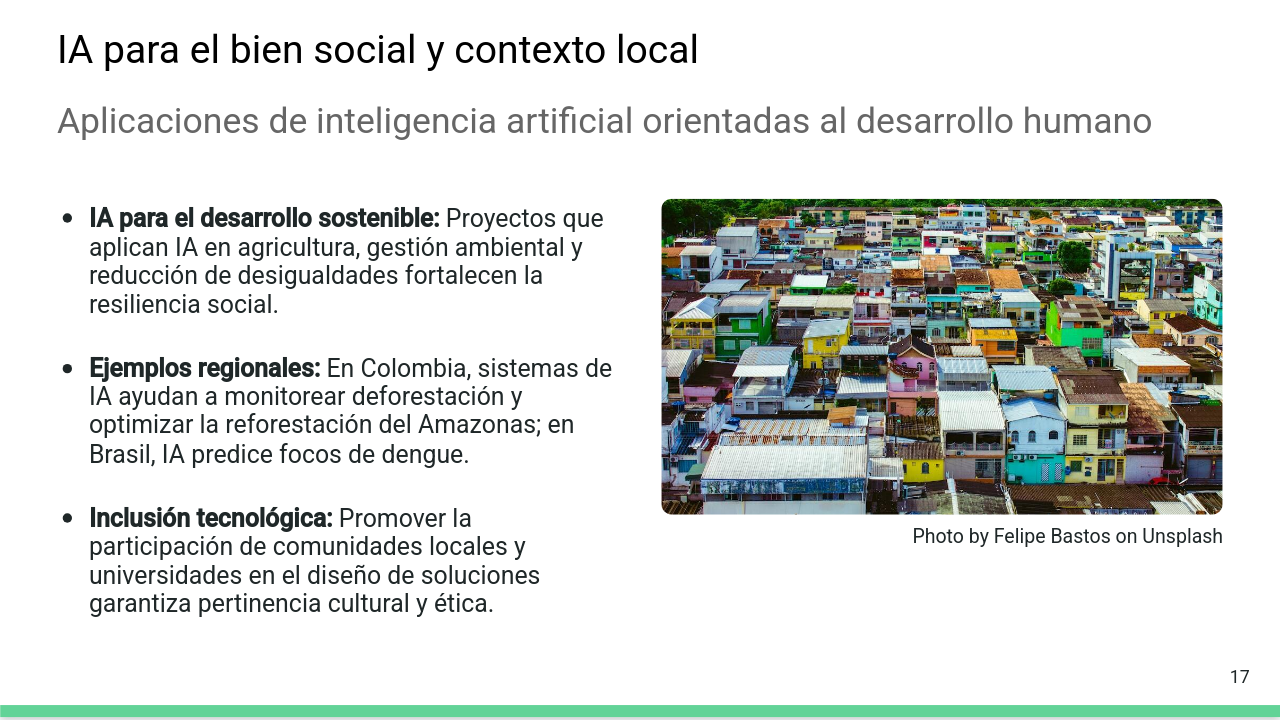 IA para el bien social y contexto local
Aplicaciones de inteligencia artificial orientadas al desarrollo humano
• IA para el desarrollo sostenible: Proyectos que
aplican IA en agricultura, gestión ambiental y
reducción de desigualdades fortalecen la
resiliencia social.
• Ejemplos regionales: En Colombia, sistemas de
IA ayudan a monitorear deforestación y
optimizar la reforestación del Amazonas; en
Brasil, IA predice focos de dengue.
• Inclusión tecnológica: Promover la
participación de comunidades locales y
universidades en el diseño de soluciones
garantiza pertinencia cultural y ética.
Photo by Felipe Bastos on Unsplash
17